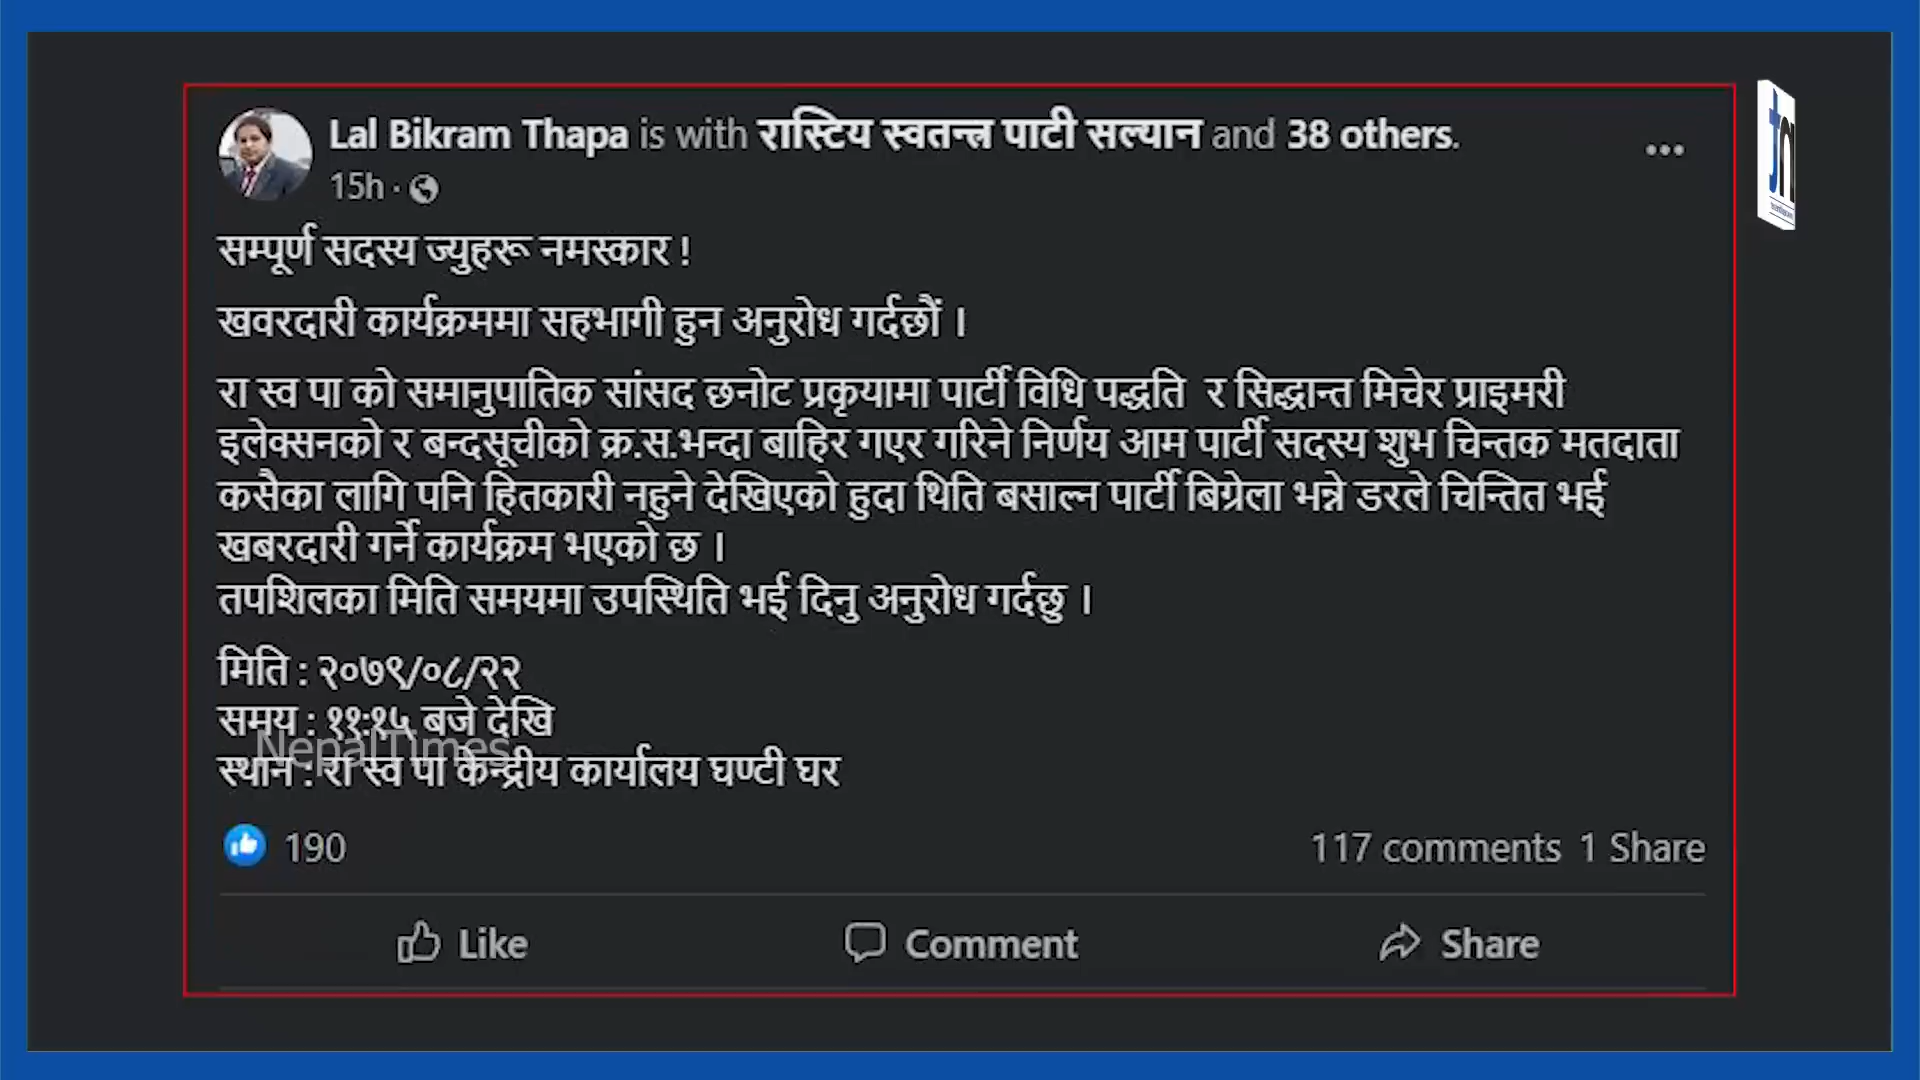 Lal Bikram Thapa is with रास्टिय स्वतन्त्र पाटी सल्यान and 38 others.
15h ·
सम्पूर्ण सदस्य ज्युहरू नमस्कार !
खवरदारी कार्यक्रममा सहभागी हुन अनुरोध गर्दछौं ।
रा स्व पा को समानुपातिक सांसद छनोट प्रकृयामा पार्टी विधि पद्धति र सिद्धान्त मिचेर प्राइमरी
इलेक्सनको र बन्दसूचीको क्र.स.भन्दा बाहिर गएर गरिने निर्णय आम पार्टी सदस्य शुभ चिन्तक मतदाता
कसैका लागि पनि हितकारी नहुने देखिएको हुदा थिति बसाल्न पार्टी बिग्रेला भन्ने डरले चिन्तित भई
खबरदारी गर्ने कार्यक्रम भएको छ ।
तपशिलका मिति समयमा उपस्थिति भई दिनु अनुरोध गर्दछु ।
मिति : २०७९/०८/२२
समय : ११:१५ बजे देखि
NepalTimes
स्थान : रा स्व पा केन्द्रीय कार्यालय घण्टी घर
190
117 comments 1 Share
Like Comment Share